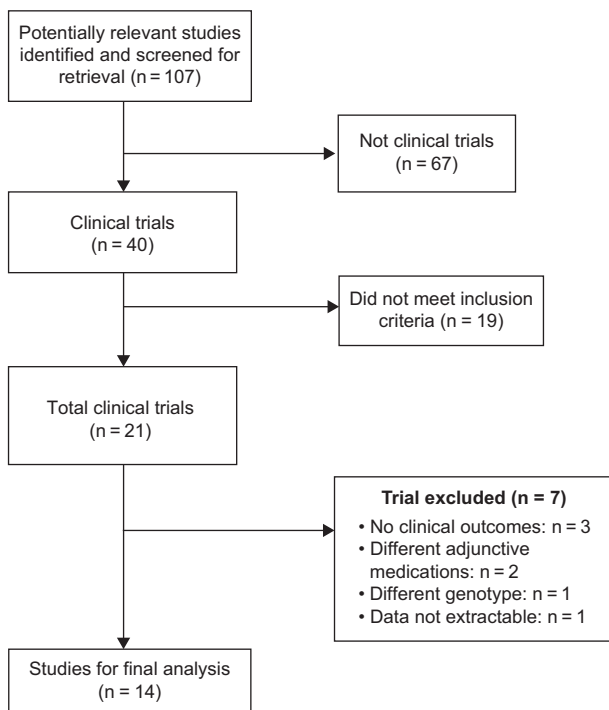 Potentially relevant studies
identified and screened for
retrieval (n = 107)
Not clinical trials
(n = 67)
Clinical trials
(n = 40)
Did not meet inclusion
criteria (n = 19)
Total clinical trials
(n = 21)
Trial excluded (n = 7)
• No clinical outcomes: n = 3
• Different adjunctive
medications: n = 2
• Different genotype: n = 1
• Data not extractable: n = 1
Studies for final analysis
(n = 14)